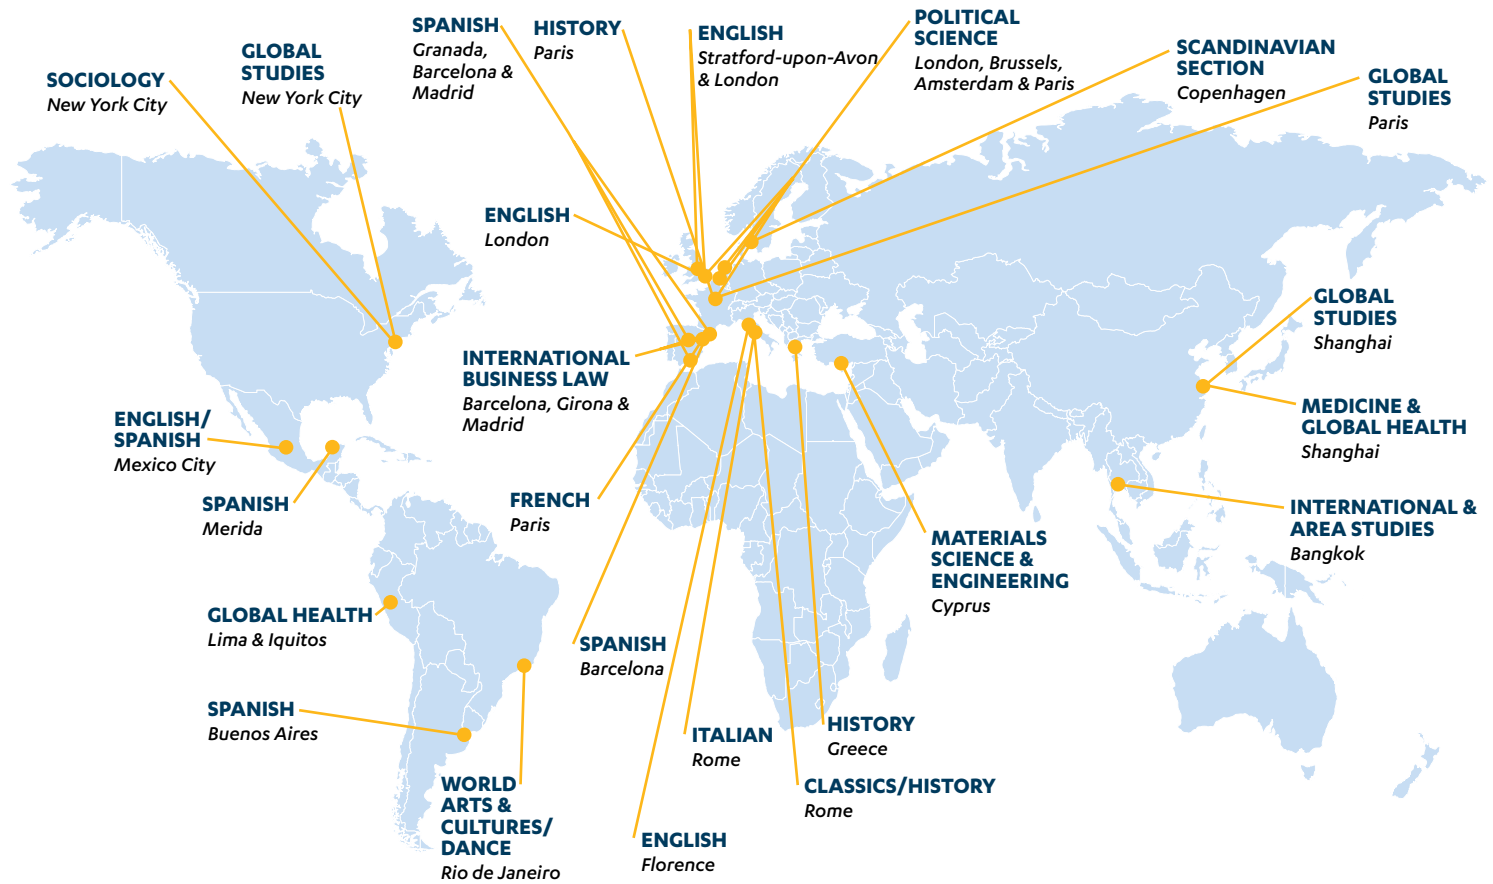 SOCIOLOGY
New York City
GLOBAL
STUDIES
New York City
SPANISH
Granada,
Barcelona &
Madrid
HISTORY
Paris
ENGLISH
Stratford-upon-Avon
& London
POLITICAL
SCIENCE
London, Brussels,
Amsterdam & Paris
SCANDINAVIAN
SECTION
Copenhagen
GLOBAL
STUDIES
Paris
ENGLISH
London
GLOBAL
STUDIES
Shanghai
INTERNATIONAL
BUSINESS LAW
Barcelona, Girona &
Madrid
ENGLISH/
SPANISH
Mexico City
MEDICINE &
GLOBAL HEALTH
Shanghai
SPANISH
Merida
FRENCH
Paris
INTERNATIONAL &
AREA STUDIES
Bangkok
MATERIALS
SCIENCE &
ENGINEERING
Cyprus
GLOBAL HEALTH
Lima & Iquitos
SPANISH
Barcelona
SPANISH
Buenos Aires
ITALIAN
Rome
HISTORY
Greece
WORLD
ARTS &
CULTURES/
DANCE
Rio de Janeiro
CLASSICS/HISTORY
Rome
ENGLISH
Florence